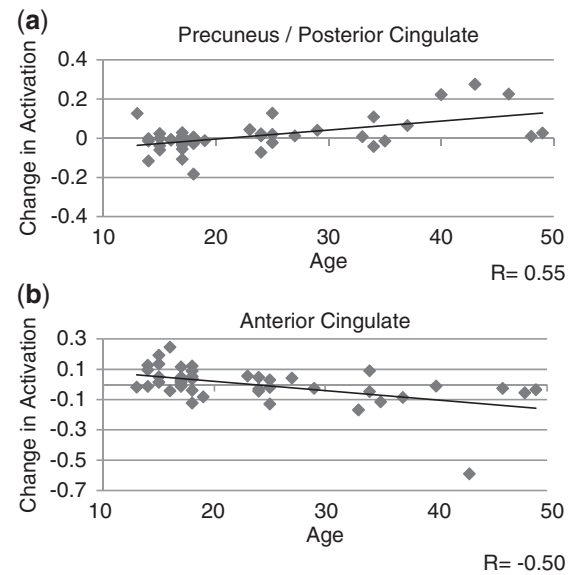 (a)
Precuneus / Posterior Cingulate
Change in Activation
0.4
0.2
0
-0.2
-0.4
10 20 30 40 50
Age
R= 0.55
(b)
Anterior Cingulate
Change in Activation
0.3
0.1
-0.1
-0.3
-0.5
-0.7
10 20 30 40 50
Age
R= -0.50